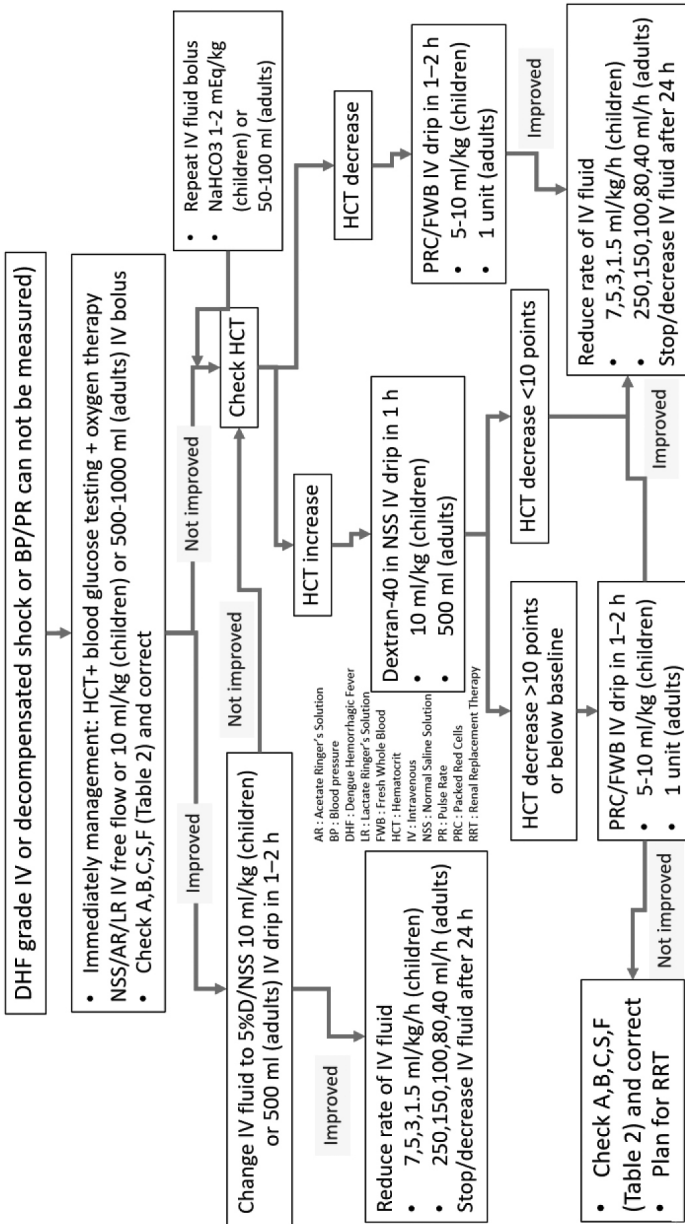 DHF grade IV or decompensated shock or BP/PR can not be measured)
• Immediately management: HCT+ blood glucose testing + oxygen therapy
NSS/AR/LR IV free flow or 10 ml/kg (children) or 500-1000 ml (adults) IV bolus
• Check A,B,C,S,F (Table 2) and correct
Improved
Not improved
• Repeat IV fluid bolus
• NaHCO3 1-2 mEq/kg
(children) or
50-100 ml (adults)
Change IV fluid to 5%D/NSS 10 ml/kg (children)
or 500 ml (adults) IV drip in 1–2 h
Not improved
Check HCT
Improved
HCT increase
HCT decrease
Reduce rate of IV fluid
• 7,5,3,1.5 ml/kg/h (children)
• 250,150,100,80,40 ml/h (adults)
Stop/decrease IV fluid after 24 h
AR : Acetate Ringer's Solution
BP : Blood pressure
DHF : Dengue Hemorrhagic Fever
LR : Lactate Ringer's Solution
FWB : Fresh Whole Blood
HCT : Hematocrit
IV : Intravenous
NSS : Normal Saline Solution
PR : Pulse Rate
PRC : Packed Red Cells
RRT : Renal Replacement Therapy
Dextran-40 in NSS IV drip in 1 h
• 10 ml/kg (children)
• 500 ml (adults)
PRC/FWB IV drip in 1–2 h
• 5-10 ml/kg (children)
• 1 unit (adults)
Improved
HCT decrease >10 points
or below baseline
HCT decrease <10 points
PRC/FWB IV drip in 1–2 h
• 5-10 ml/kg (children)
• 1 unit (adults)
Not improved
Improved
• Check A,B,C,S,F
(Table 2) and correct
• Plan for RRT
Reduce rate of IV fluid
• 7,5,3,1.5 ml/kg/h (children)
• 250,150,100,80,40 ml/h (adults)
Stop/decrease IV fluid after 24 h